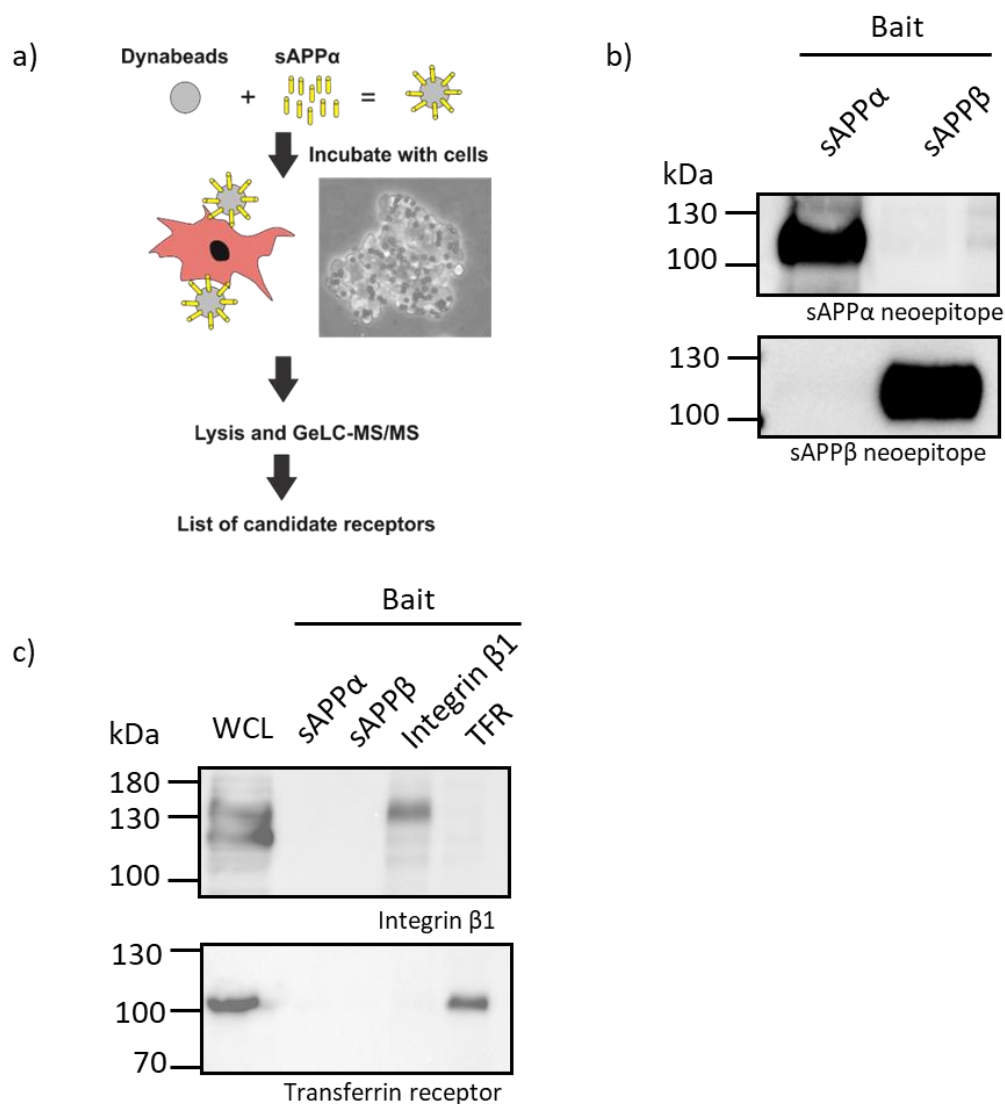 a)
Dynabeads sAPPα
+ =
Incubate with cells
Lysis and GeLC-MS/MS
List of candidate receptors
b)
Bait
sAPPα sAPPβ
kDa
130
100
sAPPα neoepitope
130
100
sAPPβ neoepitope
c)
Bait
kDa WCL sAPPα sAPPβ Integrin β1 TFR
180
130
100
Integrin β1
130
100
70
Transferrin receptor